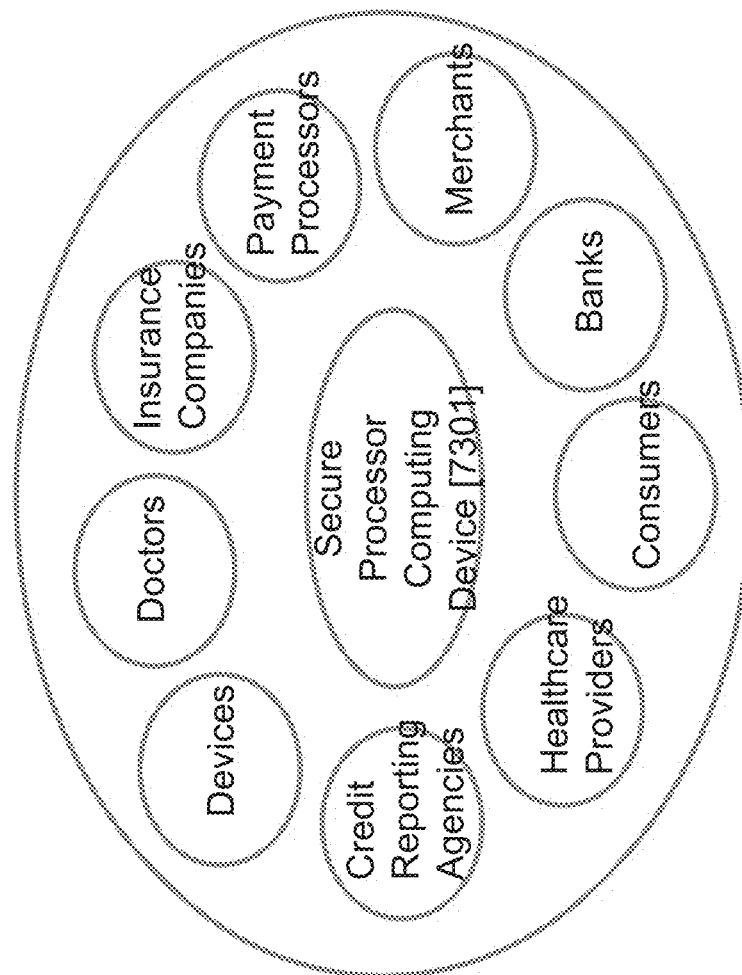 Devices
Doctors
Insurance
Companies
Payment
Processors
Credit
Reporting
Agencies
Secure
Processor
Computing
Device [7301]
Merchants
Healthcare
Providers
Consumers
Banks